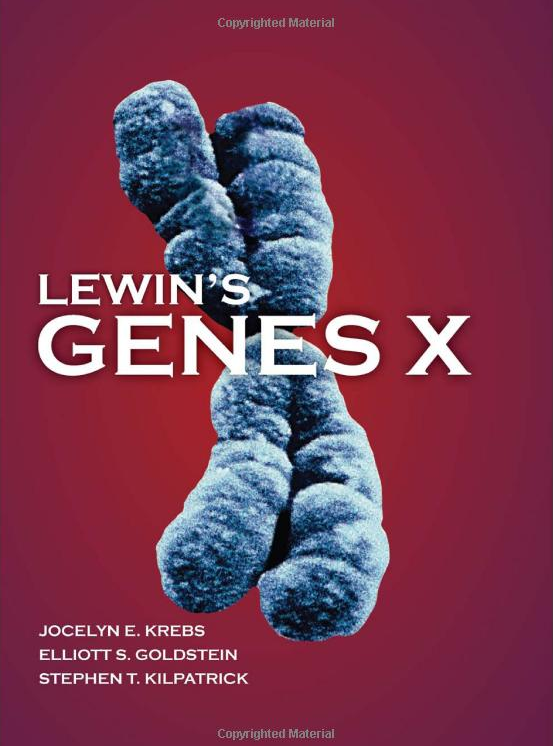 Copyrighted Material
LEWIN'S
GENES X
JOCELYN E. KREBS
ELLIOTT S. GOLDSTEIN
STEPHEN T. KILPATRICK
Copyrighted Material